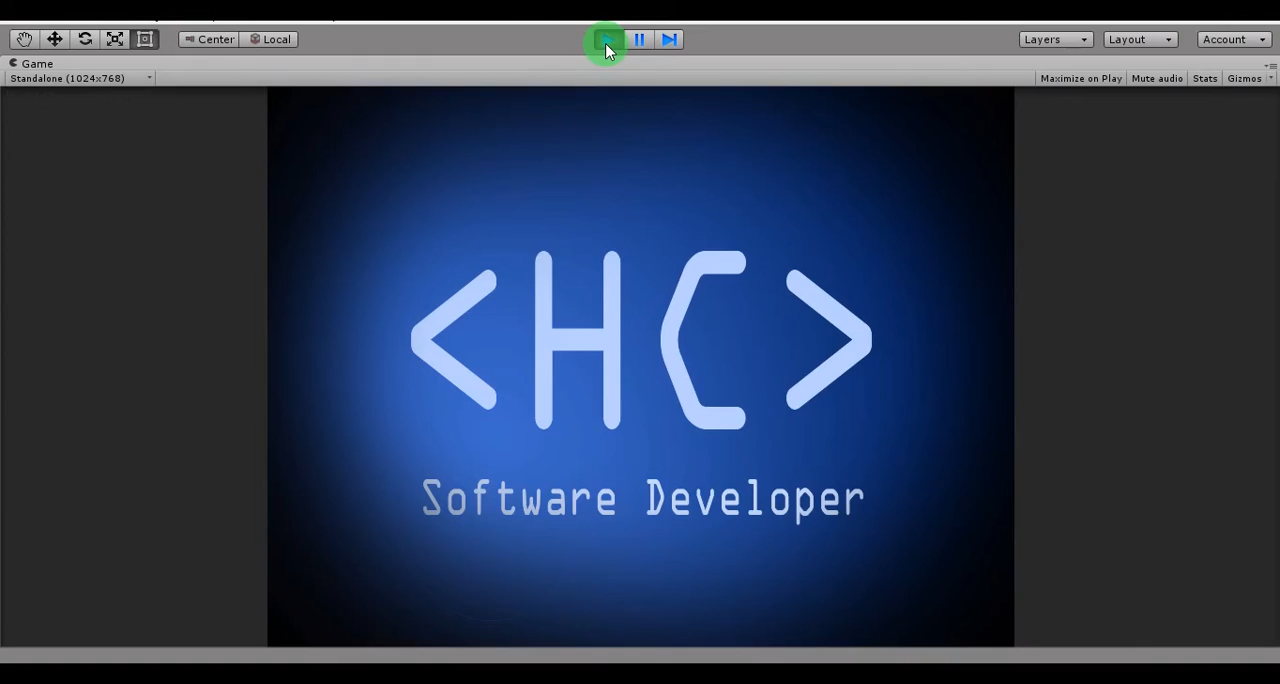 Center Local Layers Layout Account
Game
Standalone (1024x768) Maximize on Play Mute audio Stats Gizmos
<HC>
Software Developer